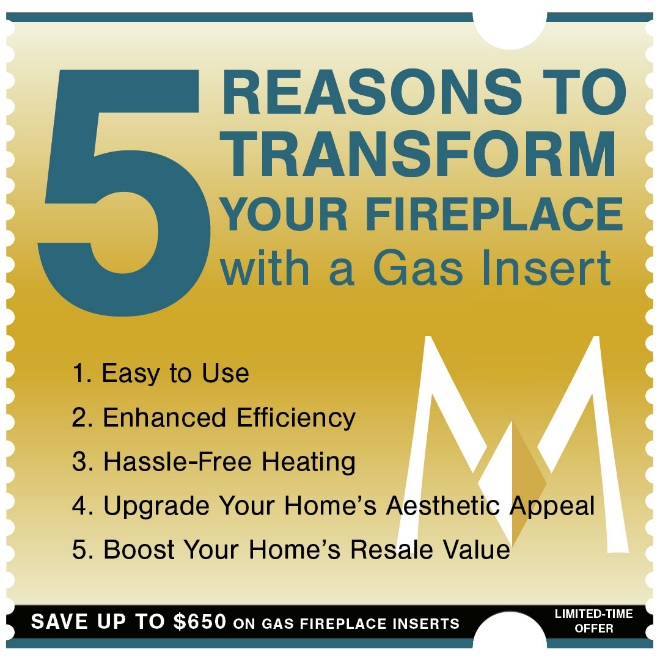 5 REASONS TO
TRANSFORM
YOUR FIREPLACE
with a Gas Insert
1. Easy to Use
2. Enhanced Efficiency
3. Hassle-Free Heating
4. Upgrade Your Home's Aesthetic Appeal
5. Boost Your Home's Resale Value
SAVE UP TO $650 ON GAS FIREPLACE INSERTS
LIMITED-TIME
OFFER